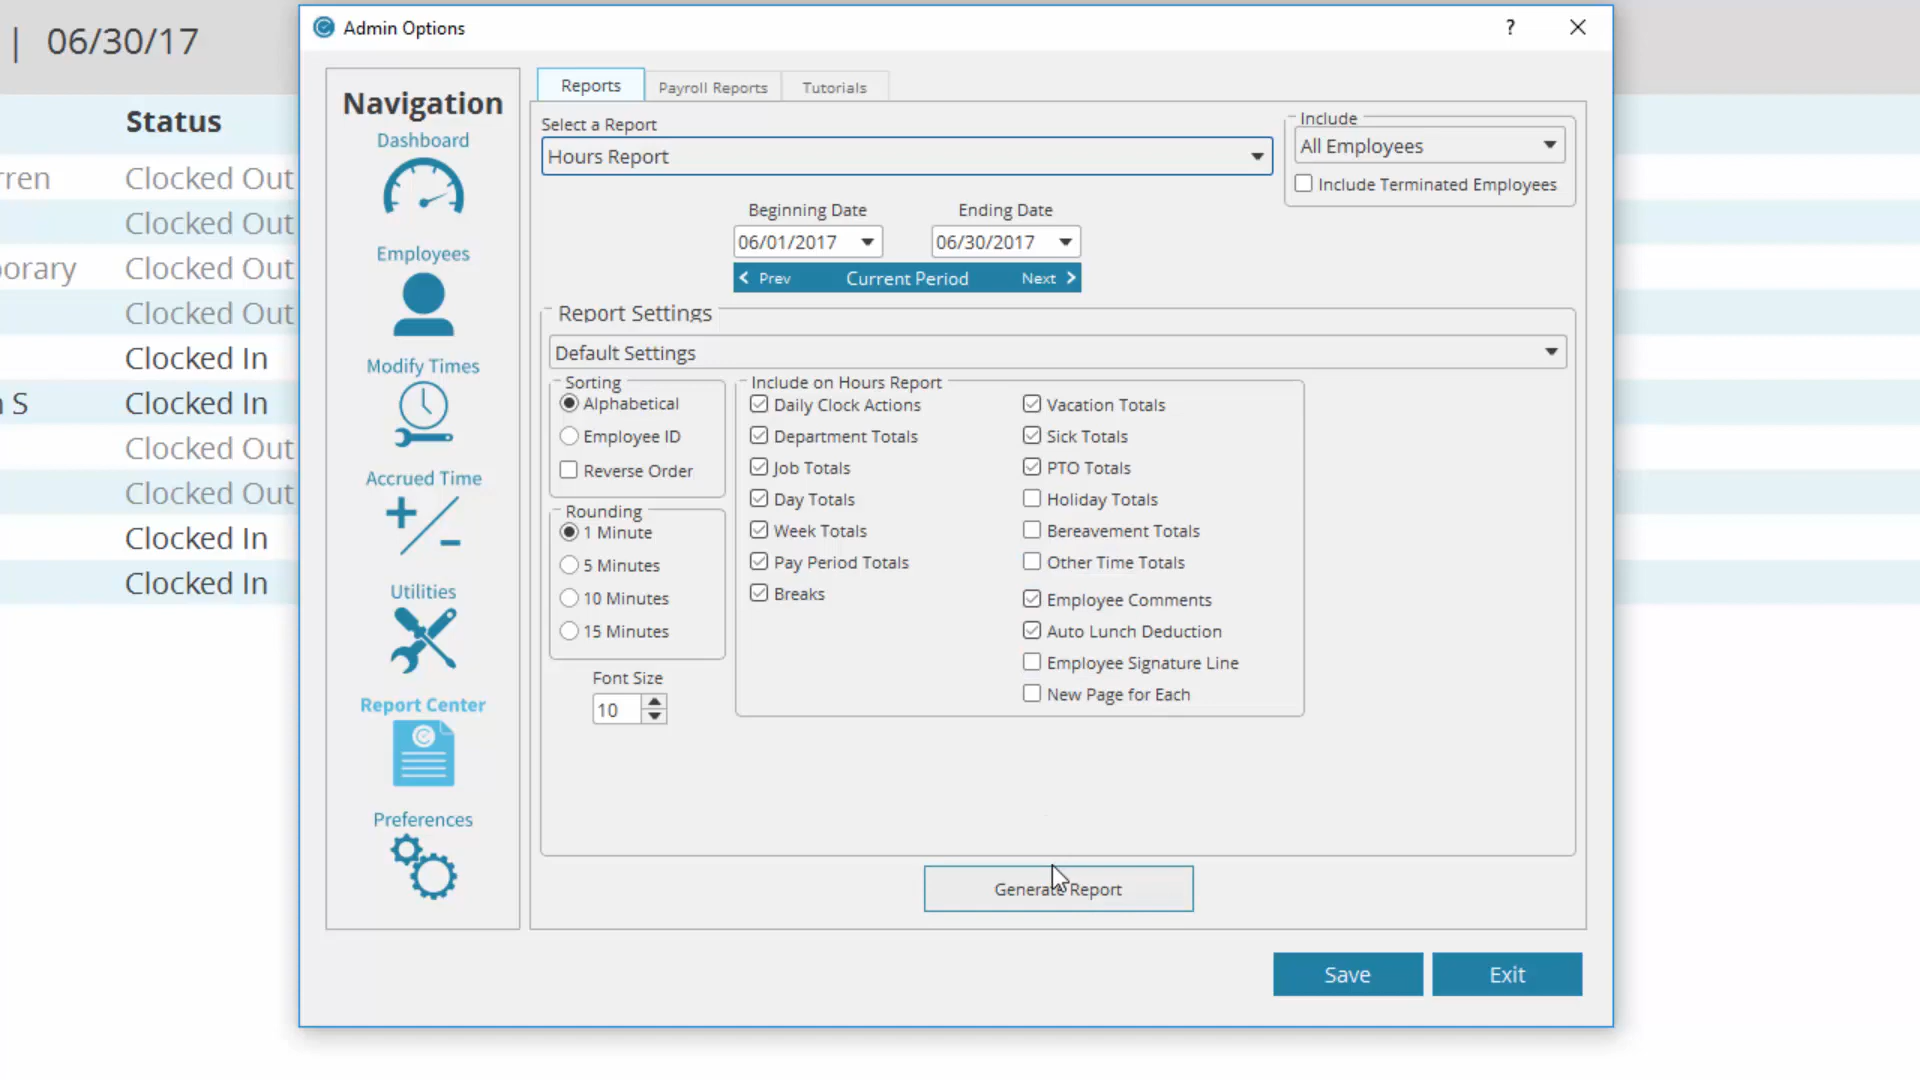 | 06/30/17
Status
rren Clocked Out
Clocked Out
orary Clocked Out
Clocked Out
Clocked In
n S Clocked In
Clocked Out
Clocked Out
Clocked In
Clocked In
Admin Options ?
Navigation
Dashboard
Employees
Modify Times
Accrued Time
Utilities
Report Center
Preferences
Reports Payroll Reports Tutorials
Select a Report
Hours Report
Include
All Employees
Include Terminated Employees
Beginning Date Ending Date
06/01/2017 06/30/2017
< Prev Current Period Next >
Report Settings
Default Settings
Sorting
Alphabetical
Employee ID
Reverse Order
Rounding
1 Minute
5 Minutes
10 Minutes
15 Minutes
Font Size
10
Include on Hours Report
Daily Clock Actions
Department Totals
Job Totals
Day Totals
Week Totals
Pay Period Totals
Breaks
Vacation Totals
Sick Totals
PTO Totals
Holiday Totals
Bereavement Totals
Other Time Totals
Employee Comments
Auto Lunch Deduction
Employee Signature Line
New Page for Each
Generate Report
Save Exit